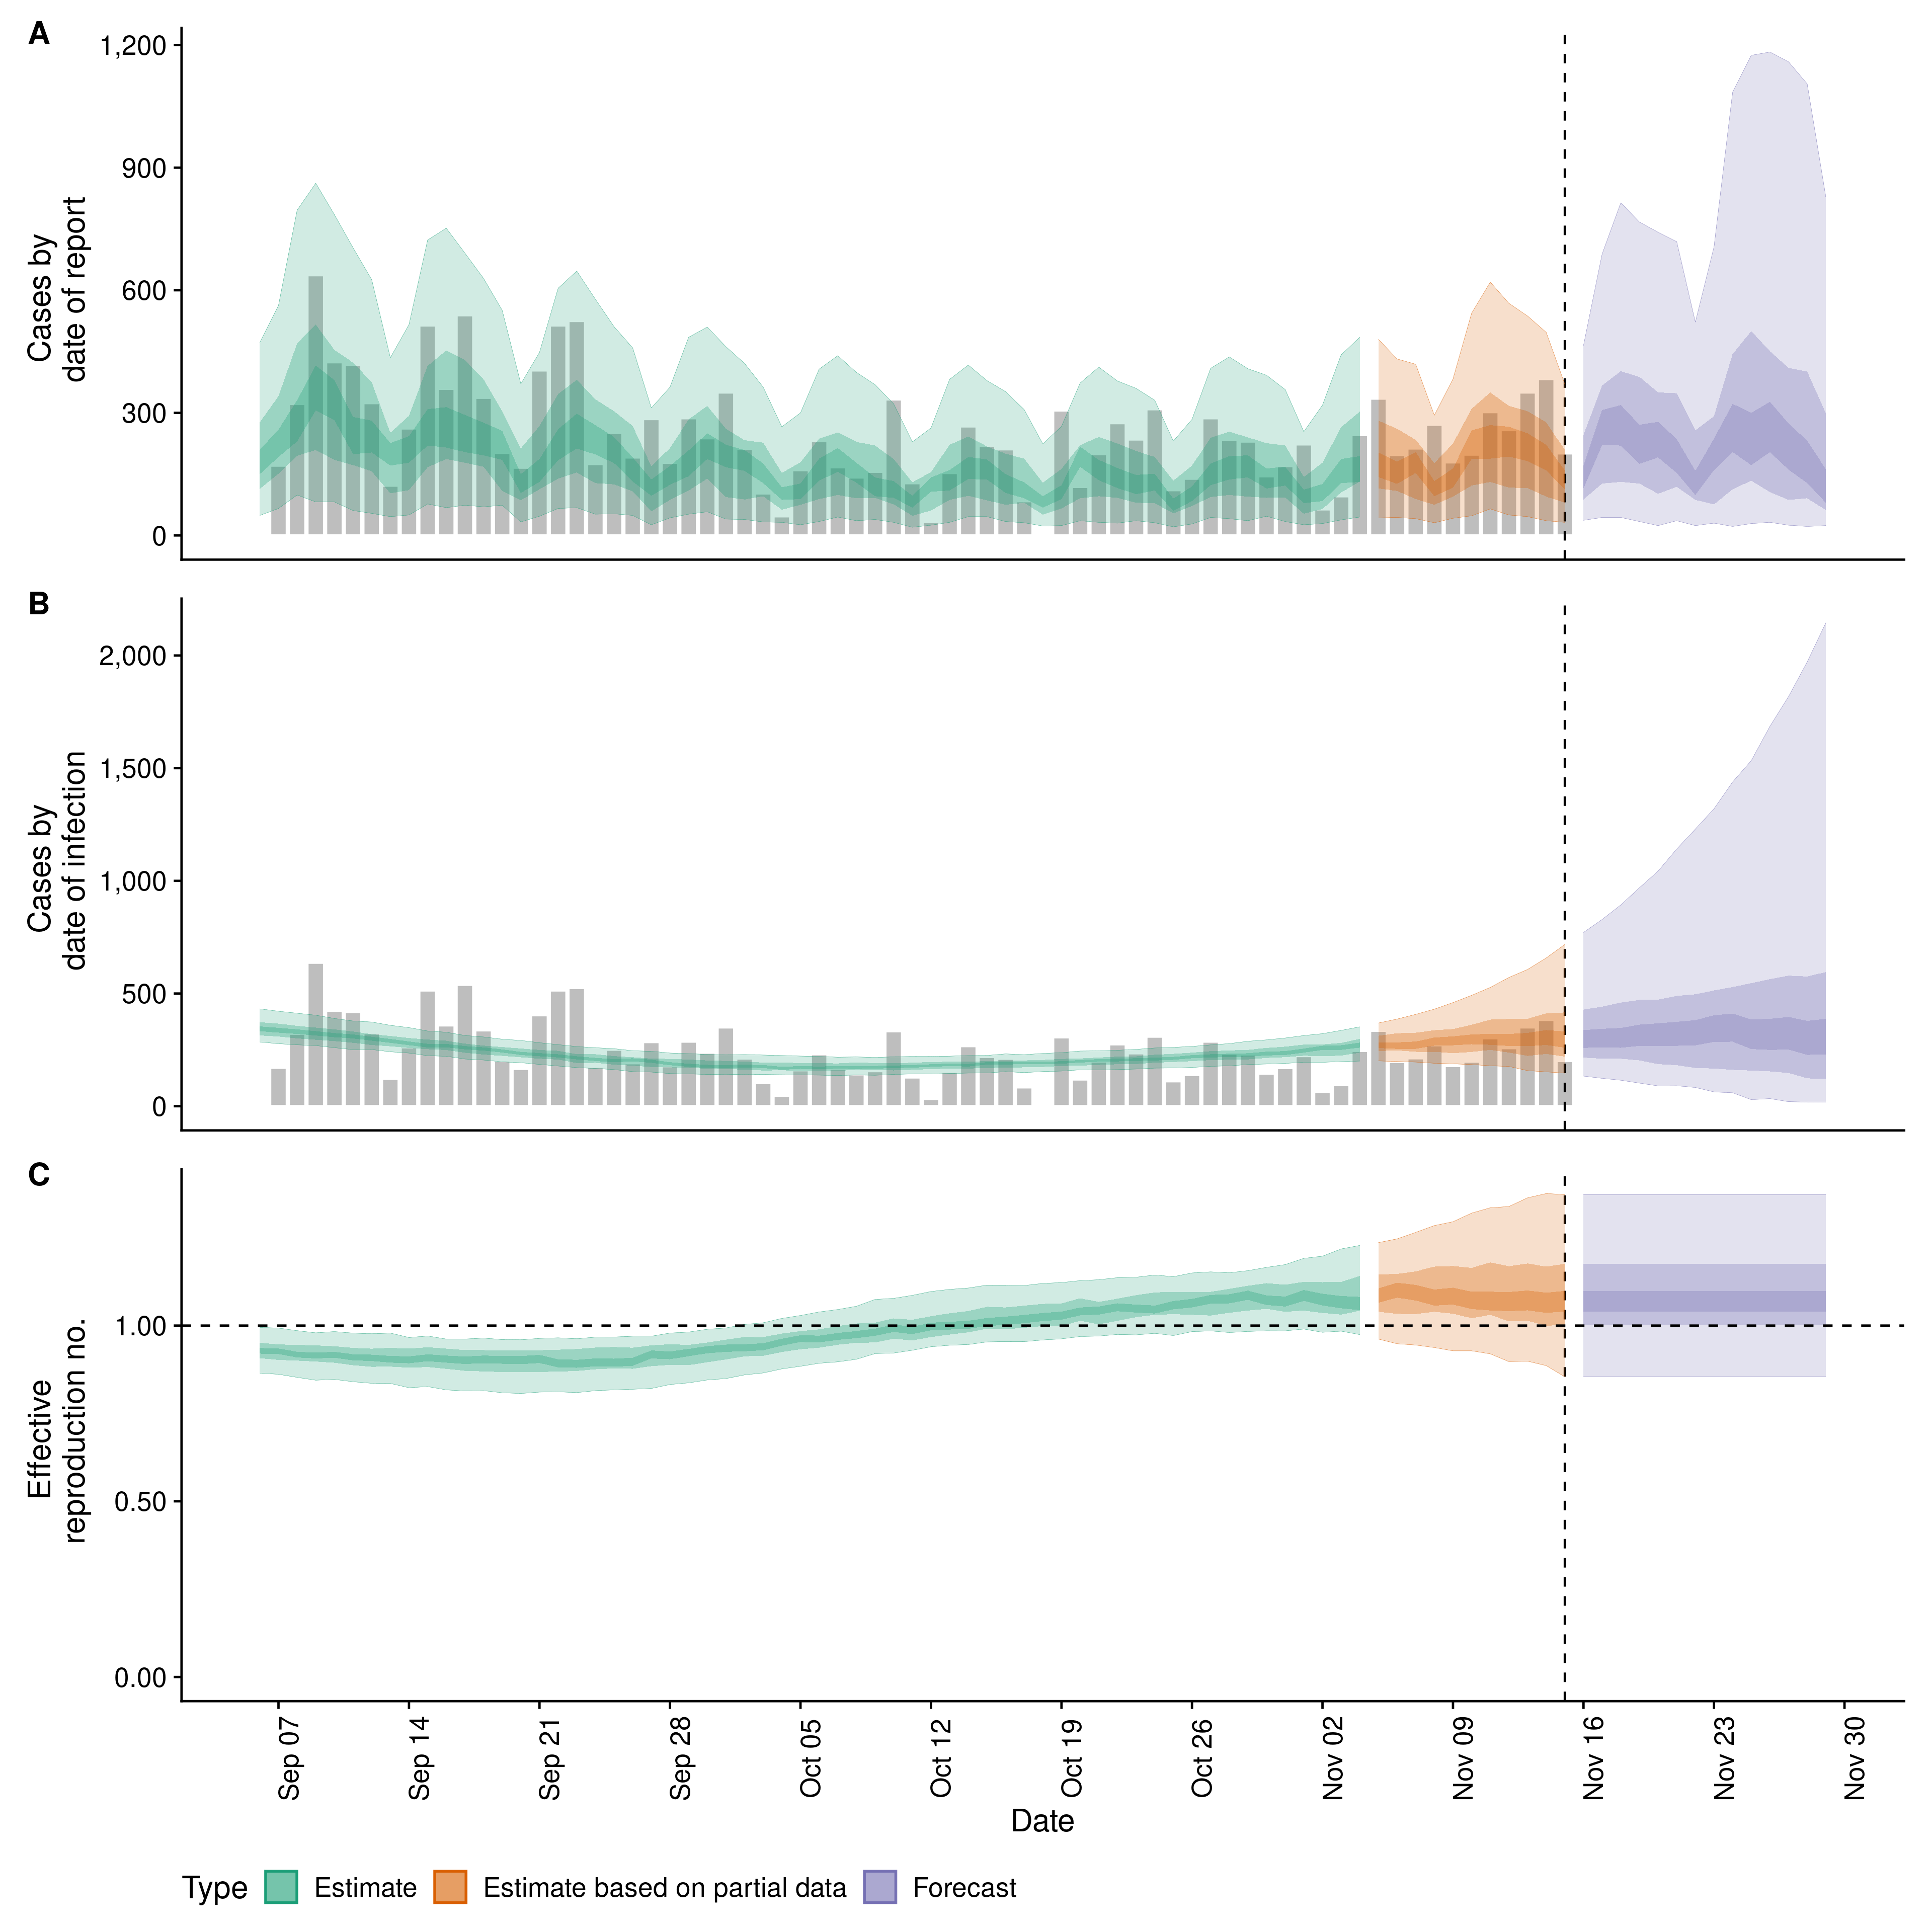 A
1,200
900
600
300
0
Cases by
date of report
B
2,000
1,500
1,000
500
0
Cases by
date of infection
C
1.00
0.50
0.00
Effective
reproduction no.
Sep 07
Sep 14
Sep 21
Sep 28
Oct 05
Oct 12
Oct 19
Oct 26
Nov 02
Nov 09
Nov 16
Nov 23
Nov 30
Date
Type Estimate Estimate based on partial data Forecast